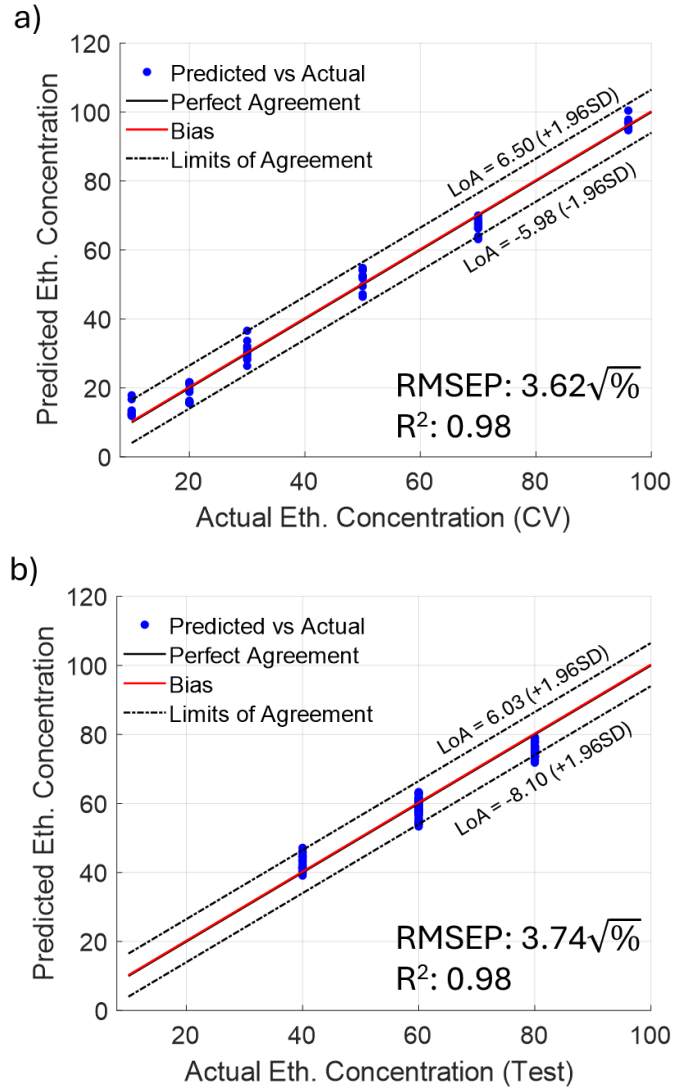 a)
120
100
80
60
40
20
0
Predicted Eth. Concentration
Predicted vs Actual
Perfect Agreement
Bias
Limits of Agreement
LoA = 6.50 (+1.96SD)
LoA = -5.98 (-1.96SD)
RMSEP: 3.62√%
R²: 0.98
20 40 60 80 100
Actual Eth. Concentration (CV)
b)
120
100
80
60
40
20
0
Predicted Eth. Concentration
Predicted vs Actual
Perfect Agreement
Bias
Limits of Agreement
LoA = 6.03 (+1.96SD)
LoA = -8.10 (+1.96SD)
RMSEP: 3.74√%
R²: 0.98
20 40 60 80 100
Actual Eth. Concentration (Test)